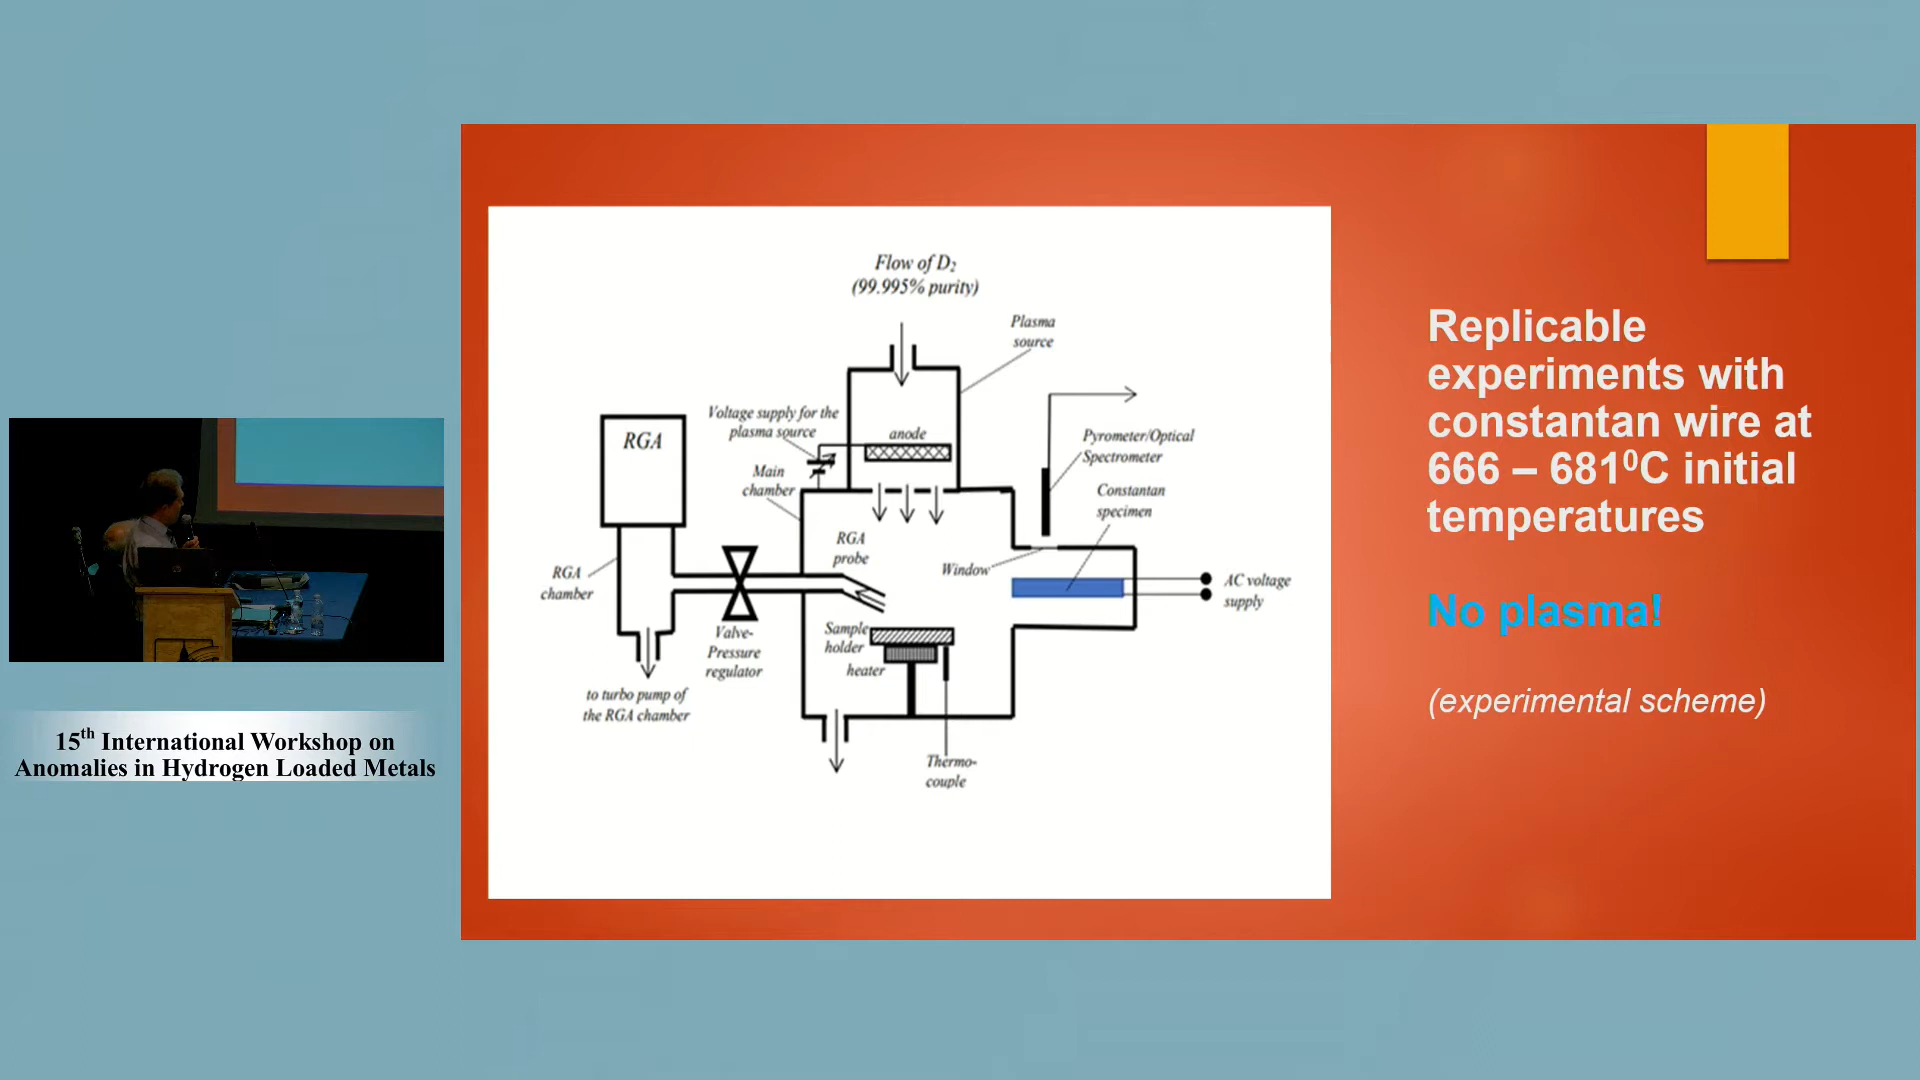 15th International Workshop on
Anomalies in Hydrogen Loaded Metals
Flow of D2
(99.995% purity)
Plasma
source
Voltage supply for the
plasma source
anode
RGA
Main
chamber
Pyrometer/Optical
Spectrometer
Constantan
specimen
RGA
probe
Window
RGA
chamber
AC voltage
supply
Sample
holder
Valve-
Pressure
regulator
heater
to turbo pump of
the RGA chamber
Thermo-
couple
Replicable
experiments with
constantan wire at
666 – 681⁰C initial
temperatures
No plasma!
(experimental scheme)